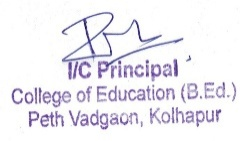 I/C Principal
College of Education (B.Ed.)
Peth Vadgaon, Kolhapur